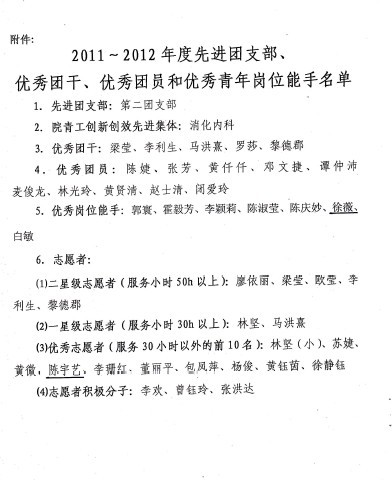 附件:
2011～2012年度先进团支部、
优秀团干、优秀团员和优秀青年岗位能手名单
1. 先进团支部：第二团支部
2. 院青工创新创效先进集体：消化内科
3. 优秀团干：梁莹、李利生、马洪熹、罗莎、黎德郡
4. 优秀团员：陈婕、张芳、黄仟仟、邓文捷、谭仲沛
麦俊龙、林光玲、黄贤清、赵士清、闵爱玲
5. 优秀岗位能手：郭寰、霍毅芳、李颖莉、陈淑莹、陈庆妙、徐薇、
白敏
6. 志愿者：
⑴二星级志愿者（服务小时 50h 以上）：廖依丽、梁莹、欧莹、李
利生、黎德郡
⑵一星级志愿者（服务小时 30h 以上）：林坚、马洪熹
⑶优秀志愿者（服务 30 小时以外的前 10 名）：林坚（小）、苏婕、
黄徽、陈宇艺、李珊红、董丽平、包凤萍、杨俊、黄钰茵、徐静钰
⑷志愿者积极分子：李欢、曾钰玲、张洪达